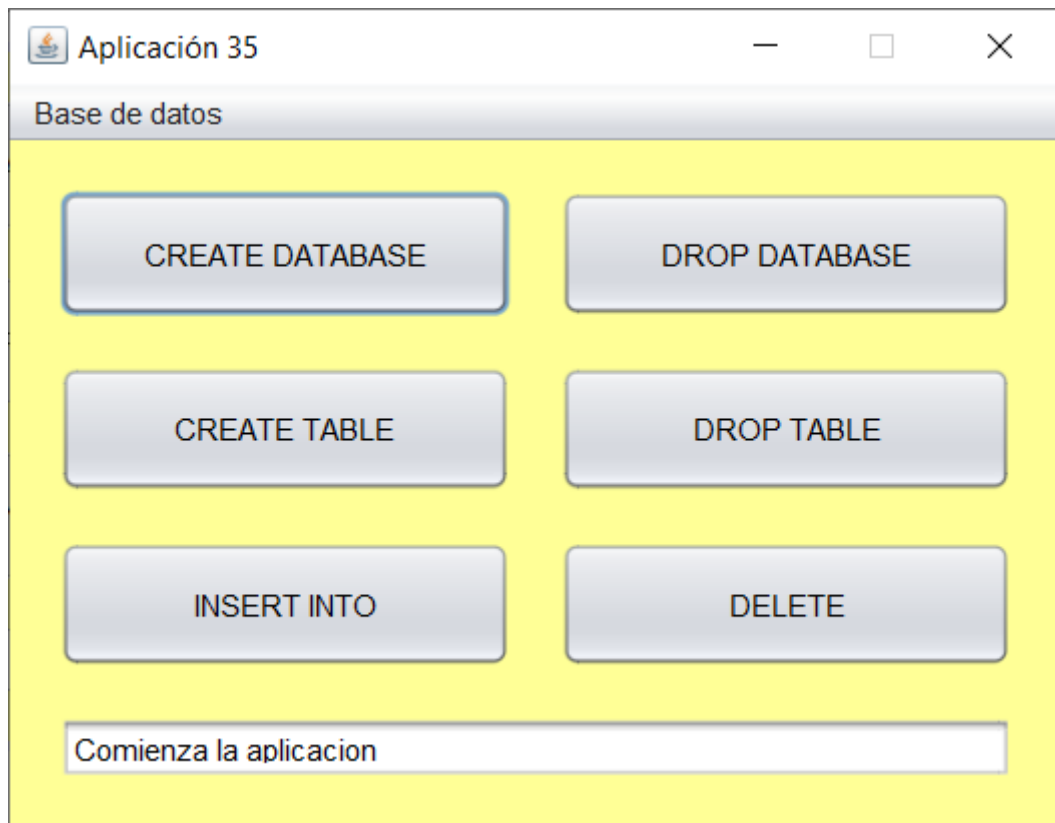 Aplicación 35
Base de datos
CREATE DATABASE
DROP DATABASE
CREATE TABLE
DROP TABLE
INSERT INTO
DELETE
Comienza la aplicacion